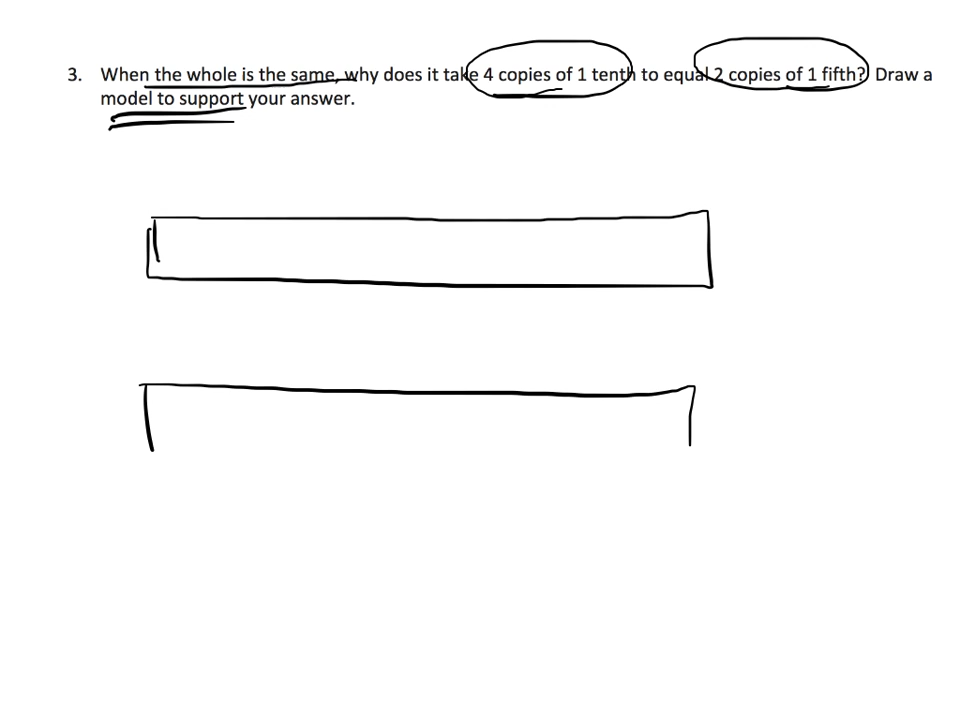 3. When the whole is the same, why does it take 4 copies of 1 tenth to equal 2 copies of 1 fifth? Draw a
model to support your answer.